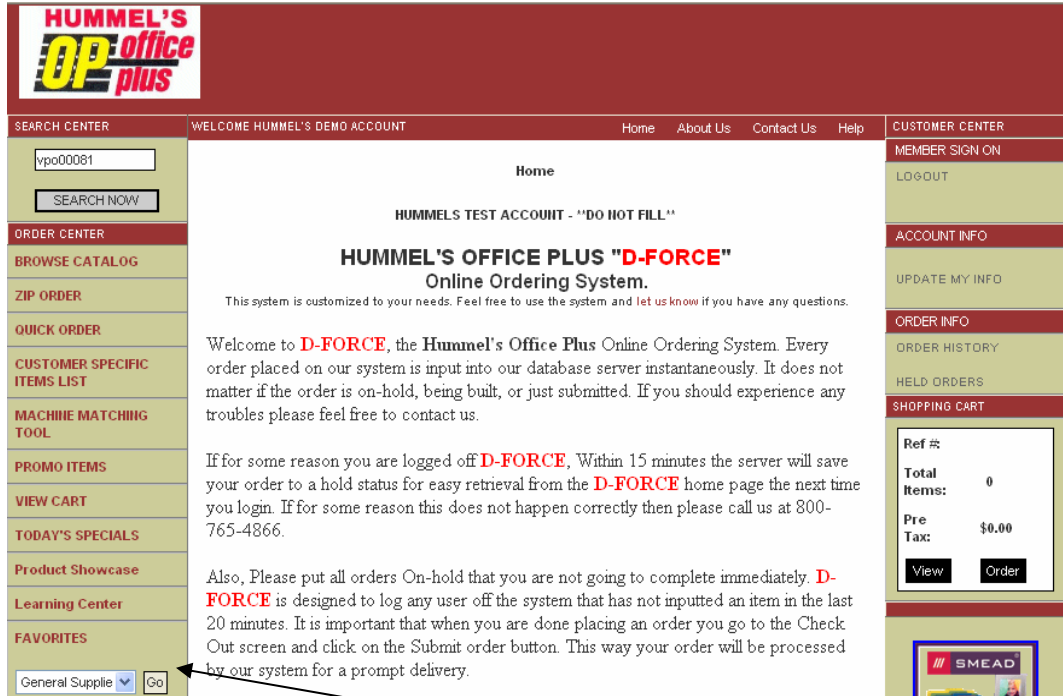 HUMMEL'S
OP office
plus
SEARCH CENTER
vpo00081
SEARCH NOW
ORDER CENTER
BROWSE CATALOG
ZIP ORDER
QUICK ORDER
CUSTOMER SPECIFIC
ITEMS LIST
MACHINE MATCHING
TOOL
PROMO ITEMS
VIEW CART
TODAY'S SPECIALS
Product Showcase
Learning Center
FAVORITES
General Supplie Go
WELCOME HUMMEL'S DEMO ACCOUNT Home About Us Contact Us Help
Home
HUMMELS TEST ACCOUNT - **DO NOT FILL**
HUMMEL'S OFFICE PLUS "D-FORCE"
Online Ordering System.
This system is customized to your needs. Feel free to use the system and let us know if you have any questions.
Welcome to D-FORCE, the Hummel's Office Plus Online Ordering System. Every
order placed on our system is input into our database server instantaneously. It does not
matter if the order is on-hold, being built, or just submitted. If you should experience any
troubles please feel free to contact us.
If for some reason you are logged off D-FORCE, Within 15 minutes the server will save
your order to a hold status for easy retrieval from the D-FORCE home page the next time
you login. If for some reason this does not happen correctly then please call us at 800-
765-4866.
Also, Please put all orders On-hold that you are not going to complete immediately. D-
FORCE is designed to log any user off the system that has not inputted an item in the last
20 minutes. It is important that when you are done placing an order you go to the Check
Out screen and click on the Submit order button. This way your order will be processed
by our system for a prompt delivery.
CUSTOMER CENTER
MEMBER SIGN ON
LOGOUT
ACCOUNT INFO
UPDATE MY INFO
ORDER INFO
ORDER HISTORY
HELD ORDERS
SHOPPING CART
Ref #:
Total
Items: 0
Pre
Tax: $0.00
View Order
SMEAD